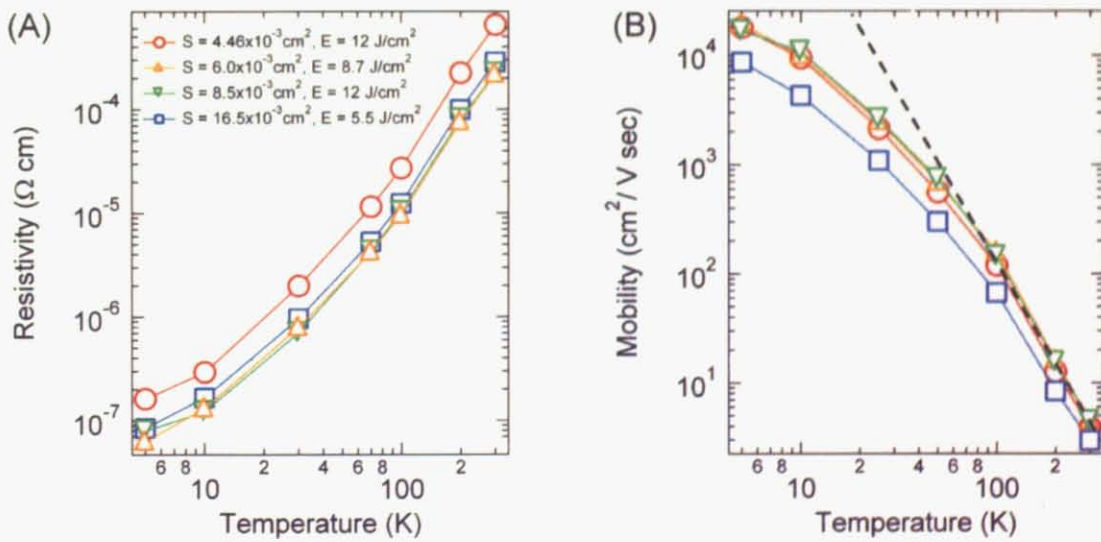 (A)
Resistivity (Ω cm)
10⁻⁴
10⁻⁵
10⁻⁶
10⁻⁷
S = 4.46x10⁻³cm², E = 12 J/cm²
S = 6.0x10⁻³cm², E = 8.7 J/cm²
S = 8.5x10⁻³cm², E = 12 J/cm²
S = 16.5x10⁻³cm², E = 5.5 J/cm²
6 8 2 4 6 8 2
10 100
Temperature (K)
(B)
Mobility (cm²/ V sec)
10⁴
10³
10²
10¹
6 8 2 4 6 8 2
10 100
Temperature (K)